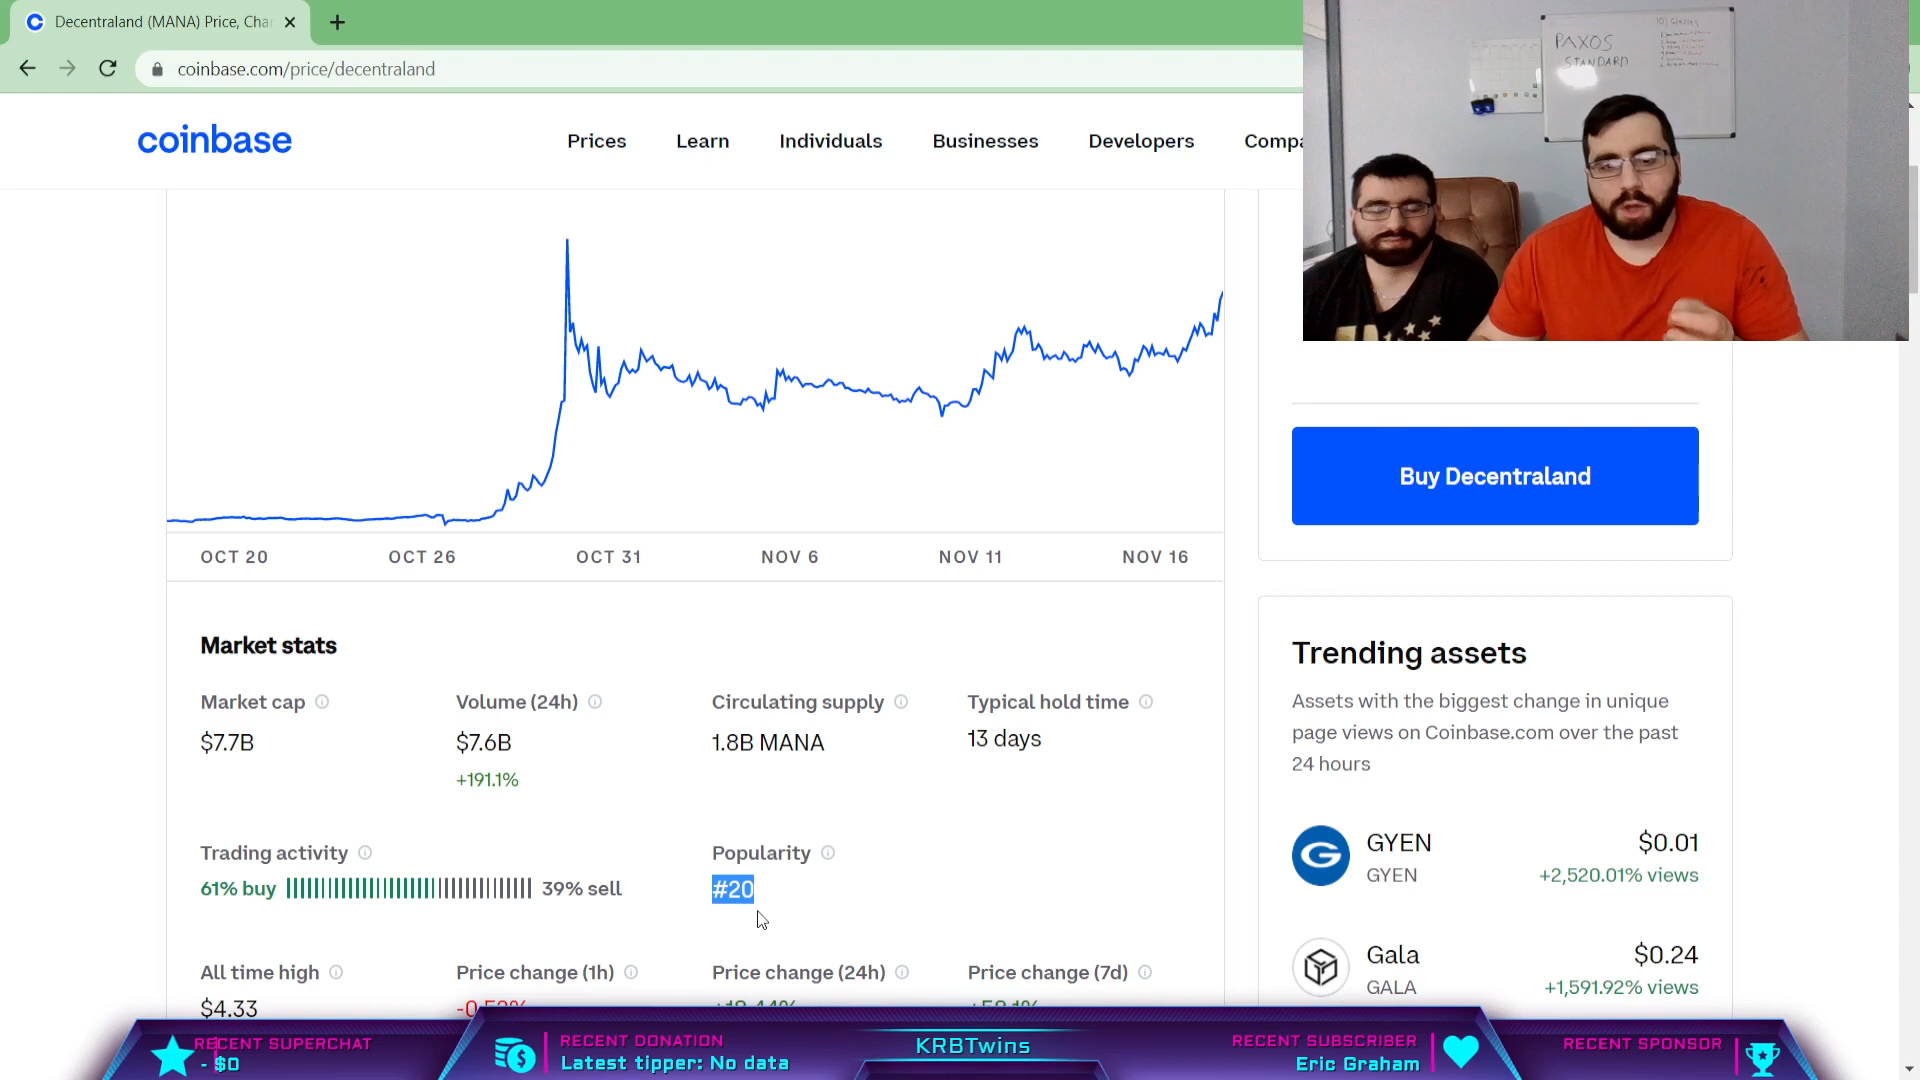 Decentraland (MANA) Price, Cha
coinbase.com/price/decentraland
coinbase
Prices
Learn
Individuals
Businesses
Developers
Compa
PAXOS
STANDARD
OCT 20
OCT 26
OCT 31
NOV 6
NOV 11
NOV 16
Buy Decentraland
Market stats
Market cap
$7.7B
Volume (24h)
$7.6B
+191.1%
Circulating supply
1.8B MANA
Typical hold time
13 days
Trading activity
61% buy
39% sell
Popularity
#20
All time high
$4.33
Price change (1h)
Price change (24h)
Price change (7d)
Trending assets
Assets with the biggest change in unique
page views on Coinbase.com over the past
24 hours
GYEN
GYEN
$0.01
+2,520.01% views
Gala
GALA
$0.24
+1,591.92% views
RECENT SUPERCHAT
- $0
RECENT DONATION
Latest tipper: No data
KRBTwins
RECENT SUBSCRIBER
Eric Graham
RECENT SPONSOR